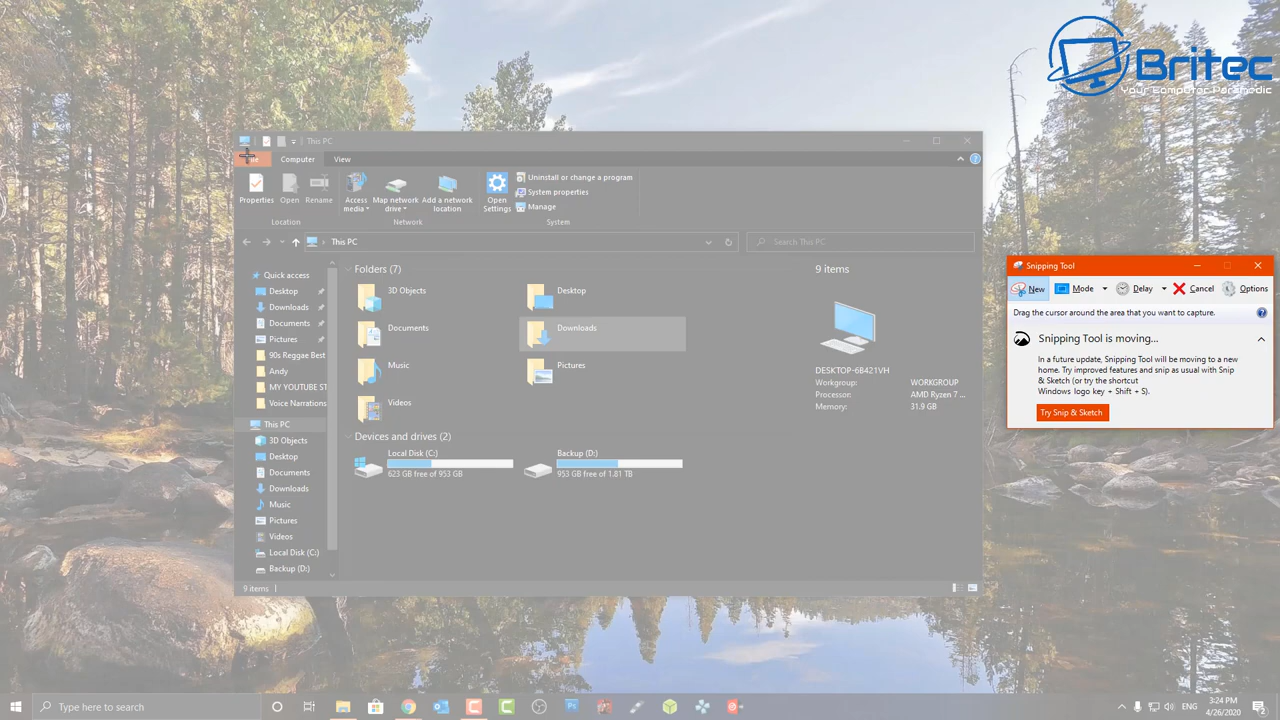 Britec
Your Computer Paramedic
This PC
File
Computer
View
Properties
Open
Rename
Access media
Map network drive
Add a network location
Open Settings
Uninstall or change a program
System properties
Manage
Location
Network
System
This PC
Search This PC
Quick access
Desktop
Downloads
Documents
Pictures
90s Reggae Best
Andy
MY YOUTUBE ST
Voice Narrations
This PC
3D Objects
Desktop
Documents
Downloads
Music
Pictures
Videos
Local Disk (C:)
Backup (D:)
Folders (7)
3D Objects
Desktop
Documents
Downloads
Music
Pictures
Videos
Devices and drives (2)
Local Disk (C:)
623 GB free of 953 GB
Backup (D:)
953 GB free of 1.81 TB
9 items
DESKTOP-6B421VH
Workgroup: WORKGROUP
Processor: AMD Ryzen 7 ...
Memory: 31.9 GB
9 items
Snipping Tool
New
Mode
Delay
Cancel
Options
Drag the cursor around the area that you want to capture.
Snipping Tool is moving...
In a future update, Snipping Tool will be moving to a new
home. Try improved features and snip as usual with Snip
& Sketch (or try the shortcut
Windows logo key + Shift + S).
Try Snip & Sketch
Type here to search
ENG
3:24 PM
4/26/2020
2